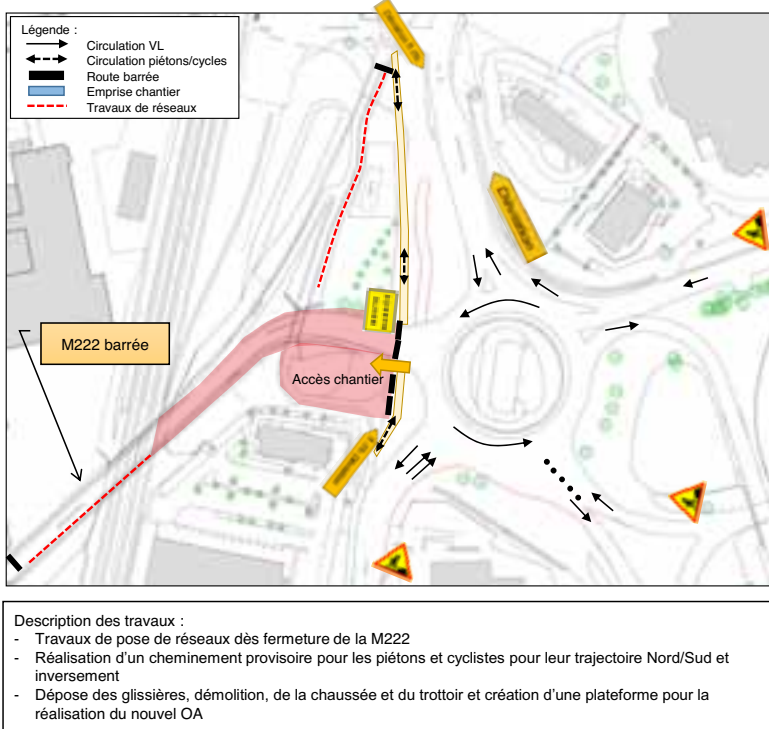 Légende :
Circulation VL
Circulation piétons/cycles
Route barrée
Emprise chantier
Travaux de réseaux
Déviation
M222 barrée
Accès chantier
Description des travaux :
- Travaux de pose de réseaux dès fermeture de la M222
- Réalisation d'un cheminement provisoire pour les piétons et cyclistes pour leur trajectoire Nord/Sud et
inversement
- Dépose des glissières, démolition, de la chaussée et du trottoir et création d'une plateforme pour la
réalisation du nouvel OA